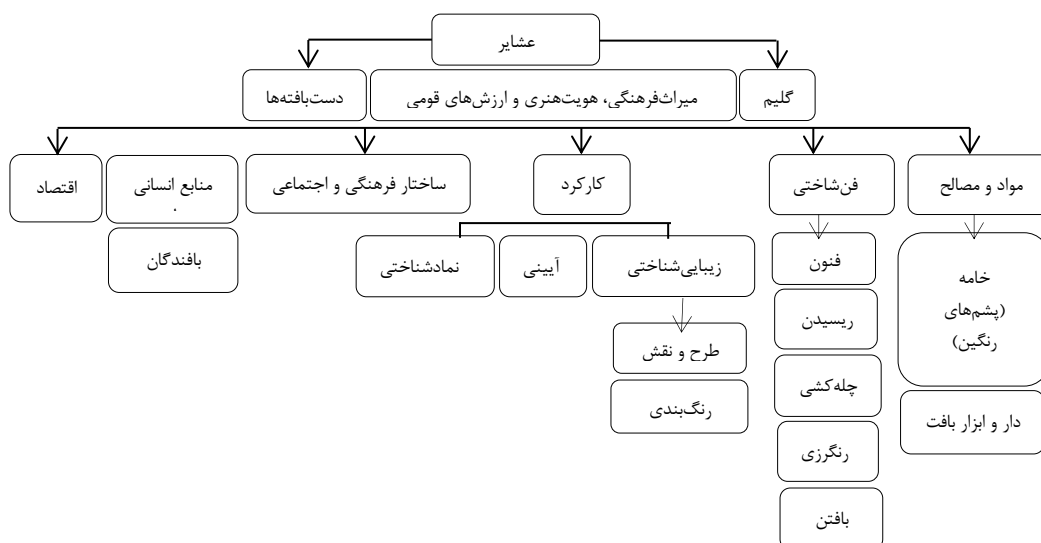 عشایر
گلیم
میراث‌فرهنگی، هویت‌هنری و ارزش‌های قومی
دست‌بافته‌ها
مواد و مصالح
فن‌شاختی
کارکرد
ساختار فرهنگی و اجتماعی
منابع انسانی
.
اقتصاد
خامه
(پشم‌های
رنگین)
دار و ابزار بافت
فنون
ریسیدن
چله‌کشی
رنگرزی
بافتن
زیبایی‌شناختی
آیینی
نمادشناختی
طرح و نقش
رنگ‌بندی
بافندگان